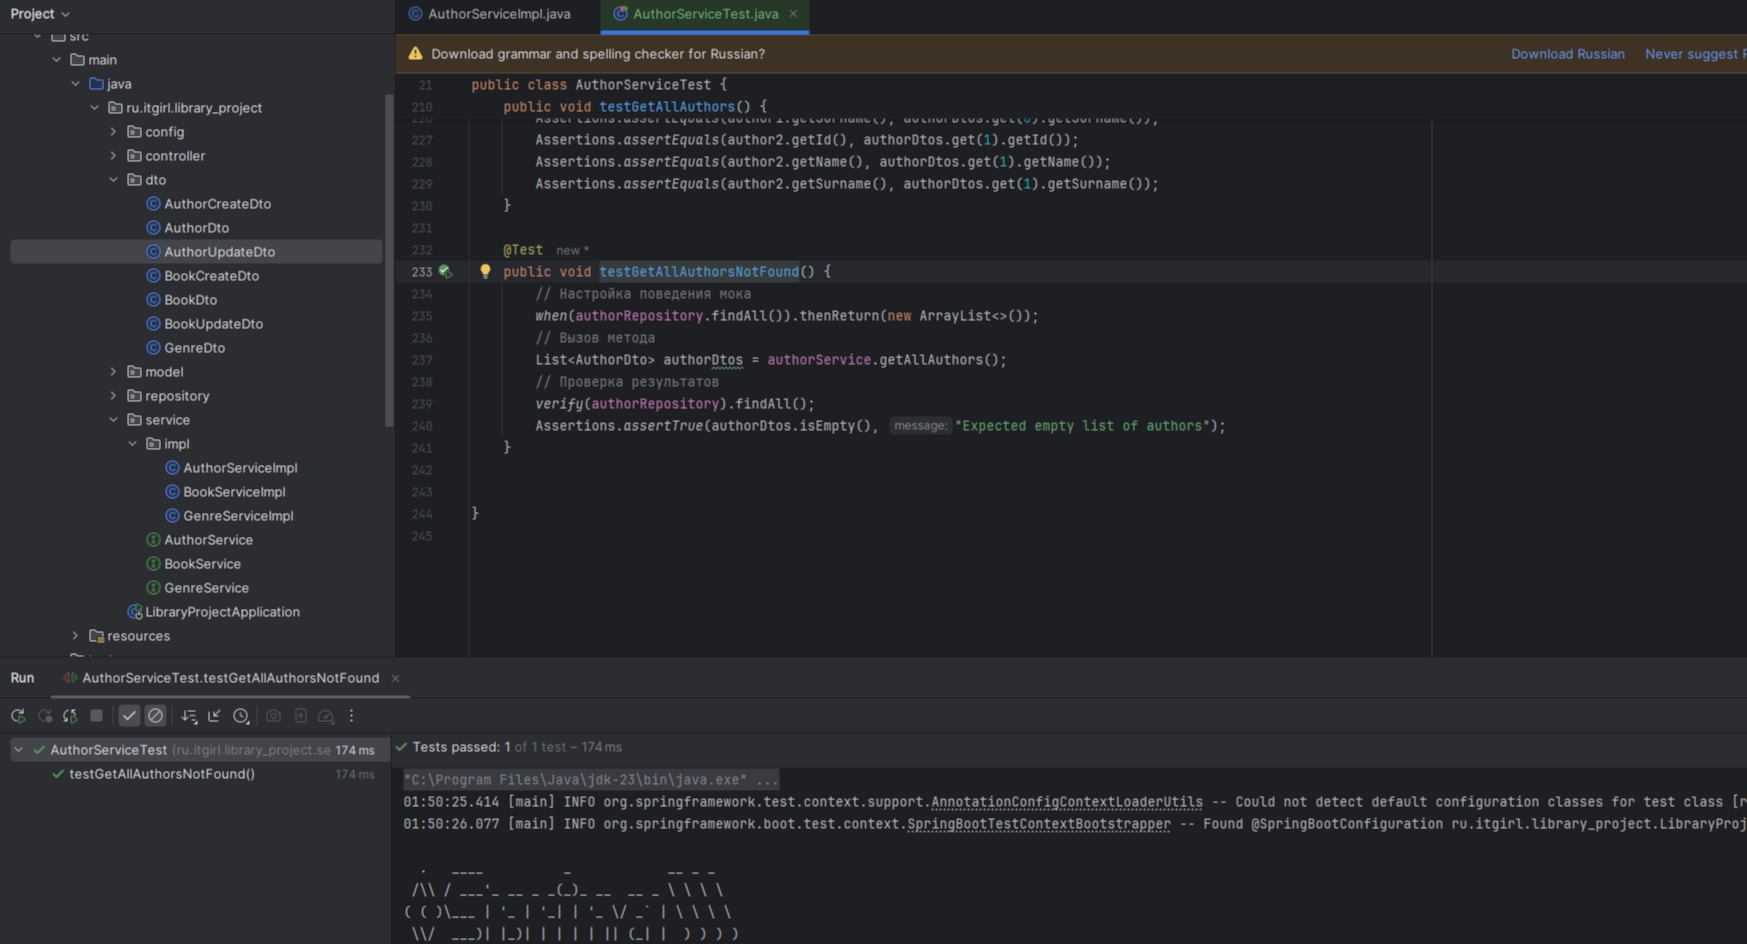 Project
AuthorServiceImpl.java
AuthorServiceTest.java
Download grammar and spelling checker for Russian?
Download Russian
Never suggest
src
main
java
ru.itgirl.library_project
config
controller
dto
AuthorCreateDto
AuthorDto
AuthorUpdateDto
BookCreateDto
BookDto
BookUpdateDto
GenreDto
model
repository
service
impl
AuthorServiceImpl
BookServiceImpl
GenreServiceImpl
AuthorService
BookService
GenreService
LibraryProjectApplication
resources
21 public class AuthorServiceTest {
210 public void testGetAllAuthors() {
226 Assertions.assertEquals(author1.getSurname(), authorDtos.get(0).getSurname());
227 Assertions.assertEquals(author2.getId(), authorDtos.get(1).getId());
228 Assertions.assertEquals(author2.getName(), authorDtos.get(1).getName());
229 Assertions.assertEquals(author2.getSurname(), authorDtos.get(1).getSurname());
230 }
231
232 @Test new *
233 public void testGetAllAuthorsNotFound() {
234 // Настройка поведения мока
235 when(authorRepository.findAll()).thenReturn(new ArrayList<>());
236 // Вызов метода
237 List<AuthorDto> authorDtos = authorService.getAllAuthors();
238 // Проверка результатов
239 verify(authorRepository).findAll();
240 Assertions.assertTrue(authorDtos.isEmpty(), message: "Expected empty list of authors");
241 }
242
243
244 }
245
Run
AuthorServiceTest.testGetAllAuthorsNotFound
AuthorServiceTest (ru.itgirl.library_project.se 174 ms
testGetAllAuthorsNotFound() 174 ms
Tests passed: 1 of 1 test – 174 ms
"C:\Program Files\Java\jdk-23\bin\java.exe" ...
01:50:25.414 [main] INFO org.springframework.test.context.support.AnnotationConfigContextLoaderUtils -- Could not detect default configuration classes for test class [r
01:50:26.077 [main] INFO org.springframework.boot.test.context.SpringBootTestContextBootstrapper -- Found @SpringBootConfiguration ru.itgirl.library_project.LibraryProj